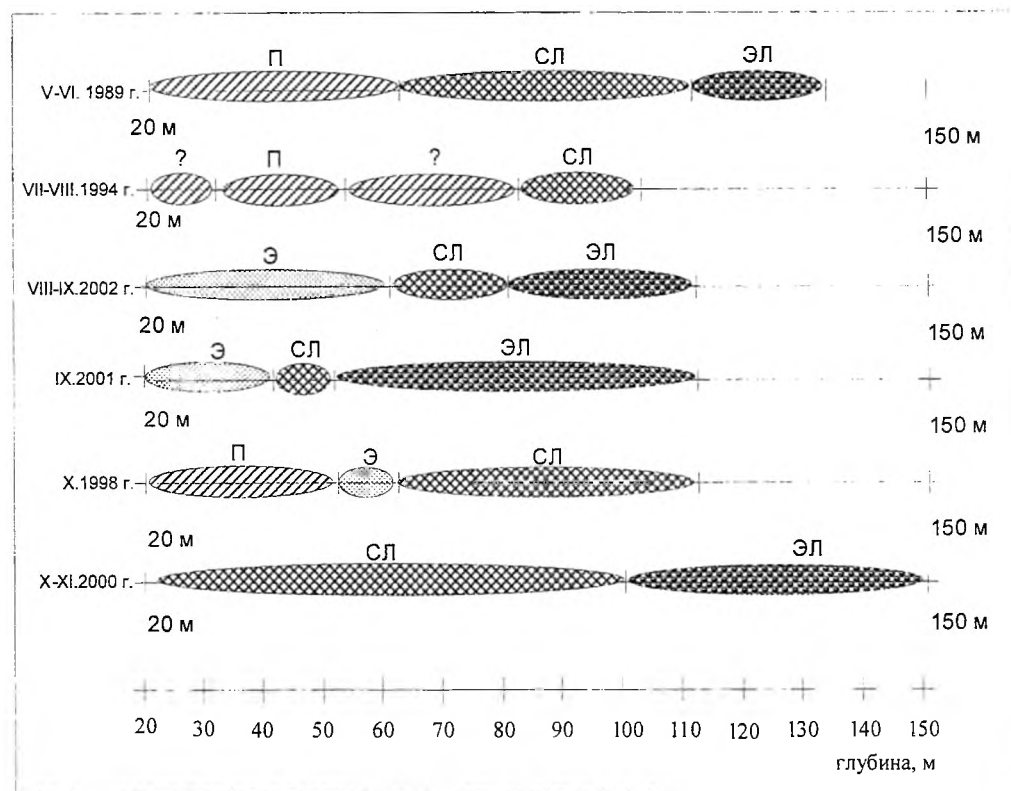 П СЛ ЭЛ
V-VI. 1989 г.
20 м 150 м
? П ? СЛ
VII-VIII.1994 г.
20 м 150 м
Э СЛ ЭЛ
VIII-IX.2002 г.
20 м 150 м
Э СЛ ЭЛ
IX.2001 г.
20 м 150 м
П Э СЛ
X.1998 г.
20 м 150 м
СЛ ЭЛ
X-XI.2000 г.
20 м 150 м
20 30 40 50 60 70 80 90 100 110 120 130 140 150
глубина, м